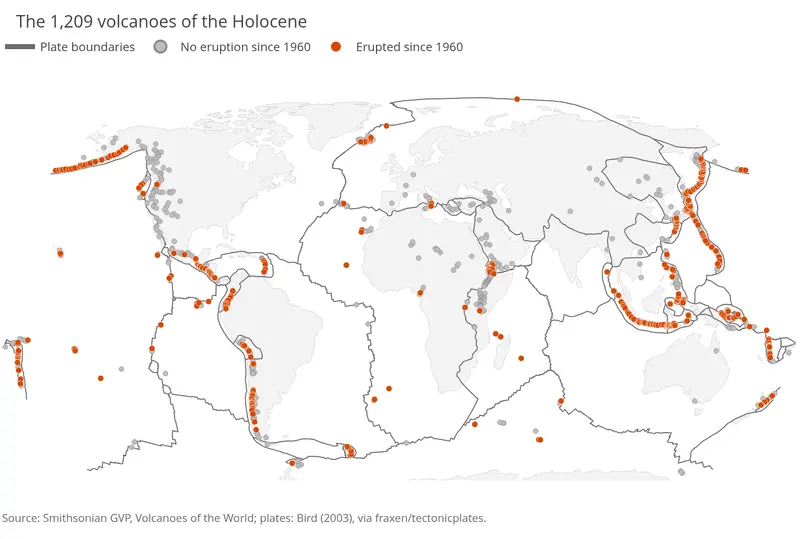 The 1,209 volcanoes of the Holocene
Plate boundaries No eruption since 1960 Erupted since 1960
Source: Smithsonian GVP, Volcanoes of the World; plates: Bird (2003), via fraxen/tectonicplates.